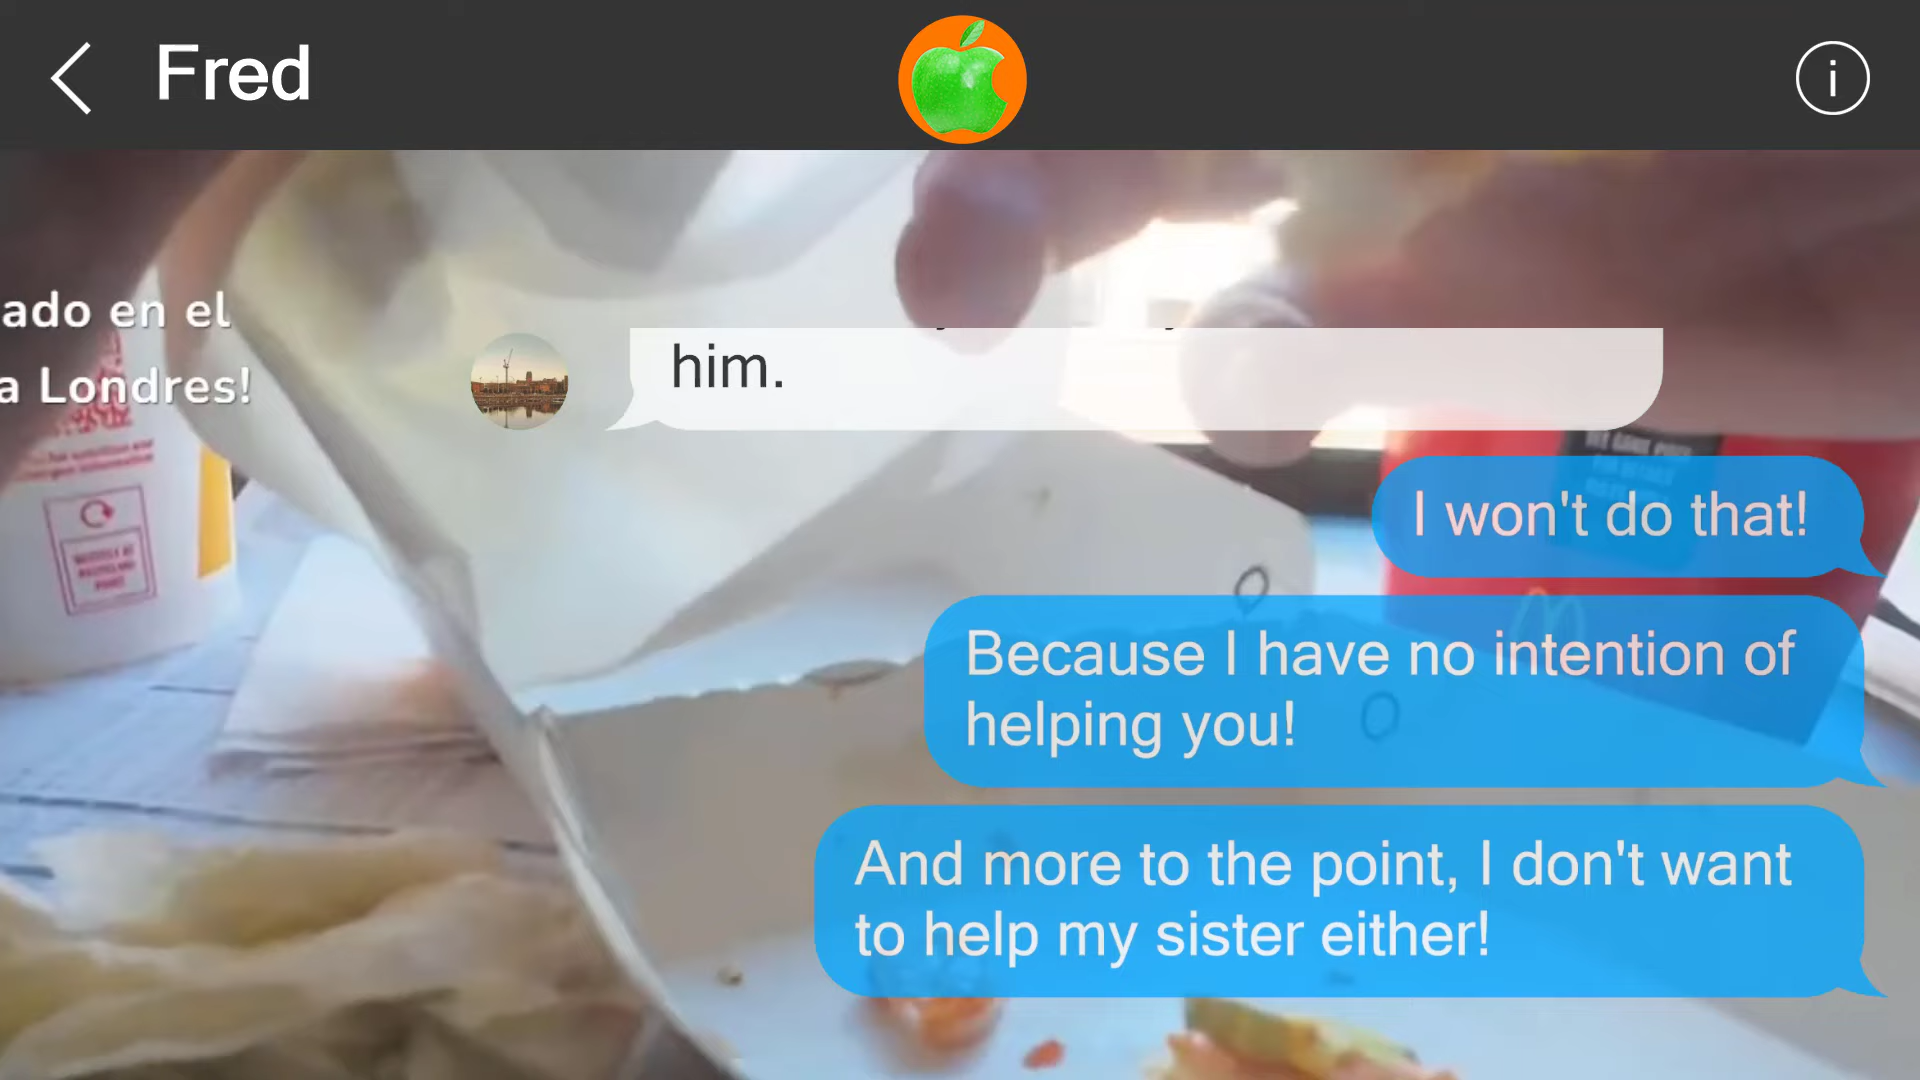 Fred
i
ado en el
a Londres!
him.
I won't do that!
Because I have no intention of
helping you!
And more to the point, I don't want
to help my sister either!